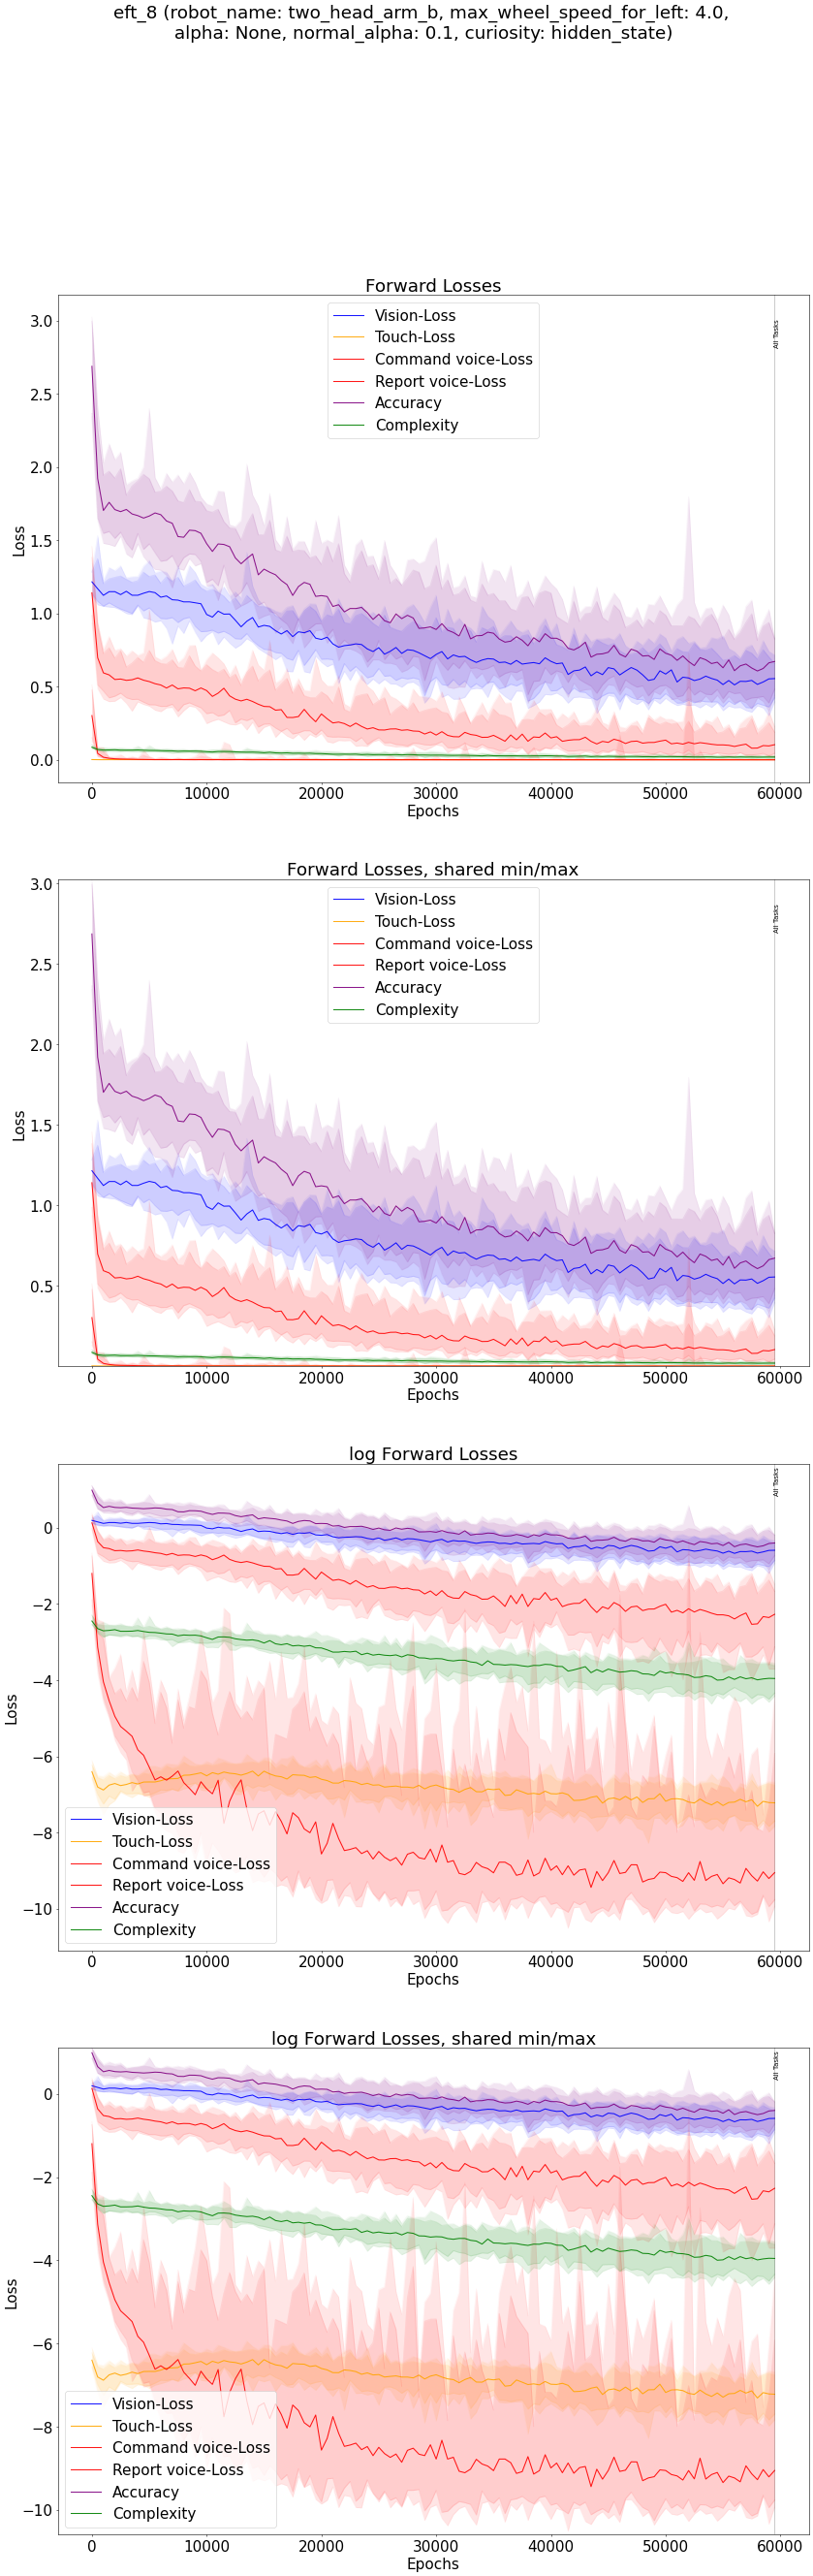 eft_8 (robot_name: two_head_arm_b, max_wheel_speed_for_left: 4.0,
alpha: None, normal_alpha: 0.1, curiosity: hidden_state)
Forward Losses
Vision-Loss
Touch-Loss
Command voice-Loss
Report voice-Loss
Accuracy
Complexity
All Tasks
3.0
2.5
2.0
1.5
1.0
0.5
0.0
Loss
0 10000 20000 30000 40000 50000 60000
Epochs
Forward Losses, shared min/max
Vision-Loss
Touch-Loss
Command voice-Loss
Report voice-Loss
Accuracy
Complexity
All Tasks
3.0
2.5
2.0
1.5
1.0
0.5
Loss
0 10000 20000 30000 40000 50000 60000
Epochs
log Forward Losses
All Tasks
0
−2
−4
−6
−8
−10
Loss
Vision-Loss
Touch-Loss
Command voice-Loss
Report voice-Loss
Accuracy
Complexity
0 10000 20000 30000 40000 50000 60000
Epochs
log Forward Losses, shared min/max
All Tasks
0
−2
−4
−6
−8
−10
Loss
Vision-Loss
Touch-Loss
Command voice-Loss
Report voice-Loss
Accuracy
Complexity
0 10000 20000 30000 40000 50000 60000
Epochs